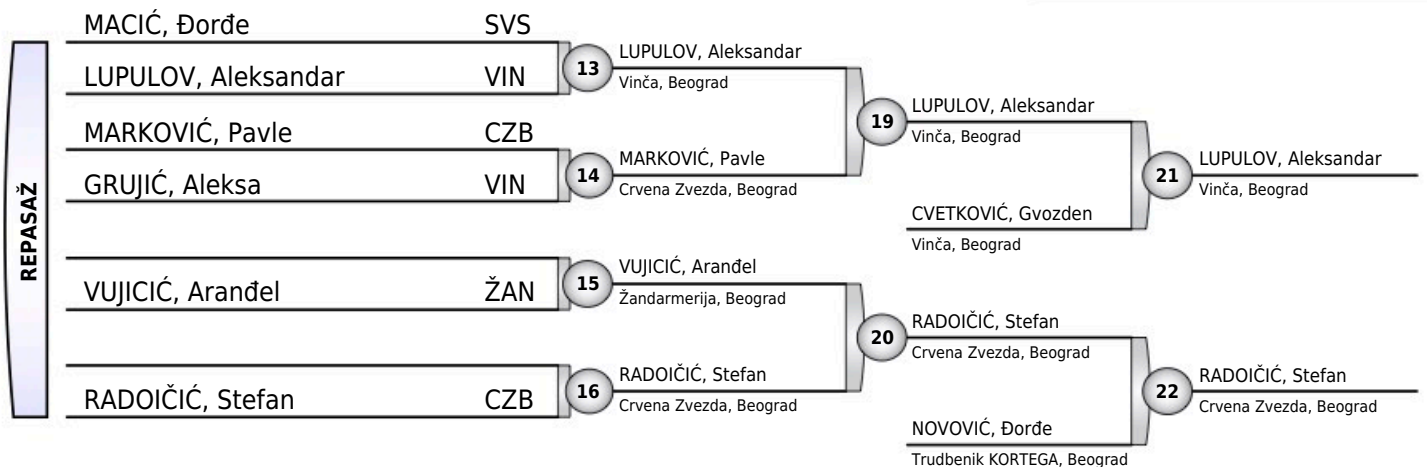 REPASAŽ
MACIĆ, Đorđe SVS
LUPULOV, Aleksandar VIN
MARKOVIĆ, Pavle CZB
GRUJIĆ, Aleksa VIN
VUJICIĆ, Aranđel ŽAN
RADOIČIĆ, Stefan CZB
13
LUPULOV, Aleksandar
Vinča, Beograd
14
MARKOVIĆ, Pavle
Crvena Zvezda, Beograd
15
VUJICIĆ, Aranđel
Žandarmerija, Beograd
16
RADOIČIĆ, Stefan
Crvena Zvezda, Beograd
19
LUPULOV, Aleksandar
Vinča, Beograd
CVETKOVIĆ, Gvozden
Vinča, Beograd
20
RADOIČIĆ, Stefan
Crvena Zvezda, Beograd
NOVOVIĆ, Đorđe
Trudbenik KORTEGA, Beograd
21
LUPULOV, Aleksandar
Vinča, Beograd
22
RADOIČIĆ, Stefan
Crvena Zvezda, Beograd